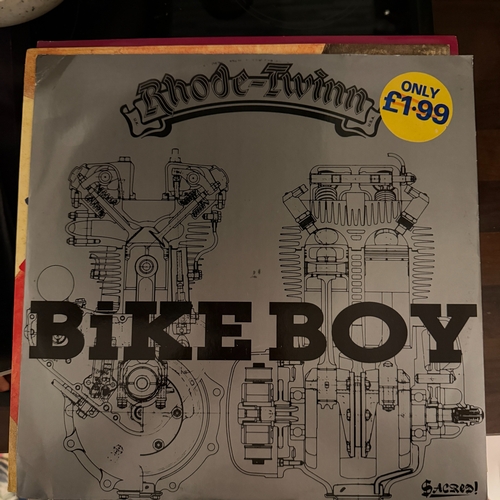 Rhode-Twinn
ONLY
£1.99
BiKE BOY
SACRED!